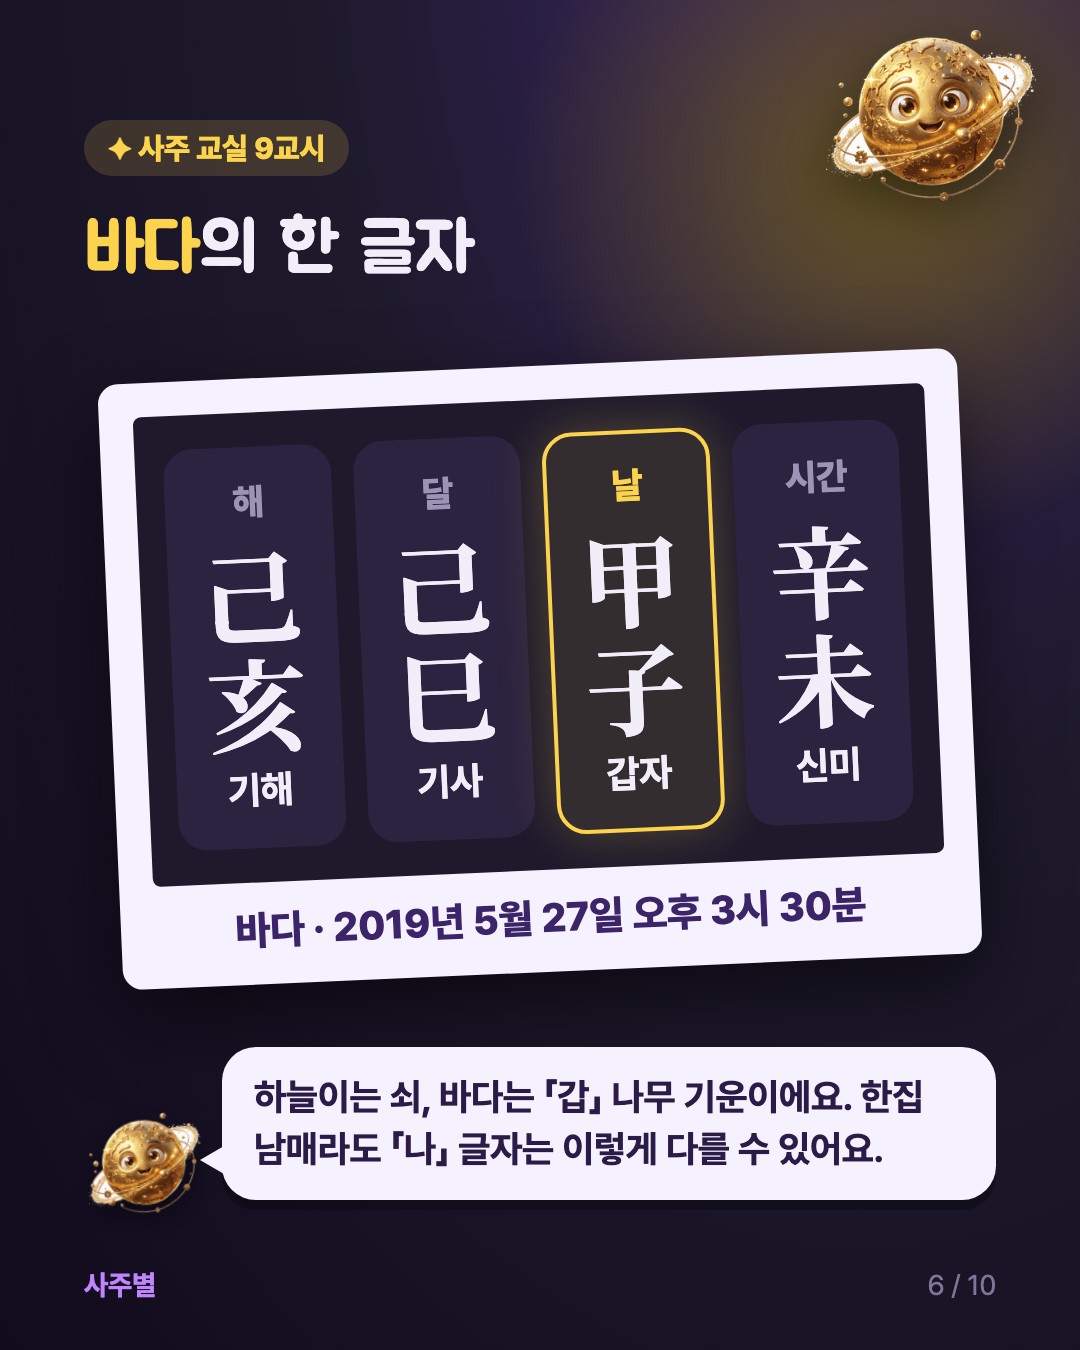 ✦ 사주 교실 9교시
바다의 한 글자
해 달 날 시간
己 己 甲 辛
亥 巳 子 未
기해 기사 갑자 신미
바다 · 2019년 5월 27일 오후 3시 30분
하늘이는 쇠, 바다는 「갑」 나무 기운이에요. 한집
남매라도 「나」 글자는 이렇게 다를 수 있어요.
사주별
6 / 10